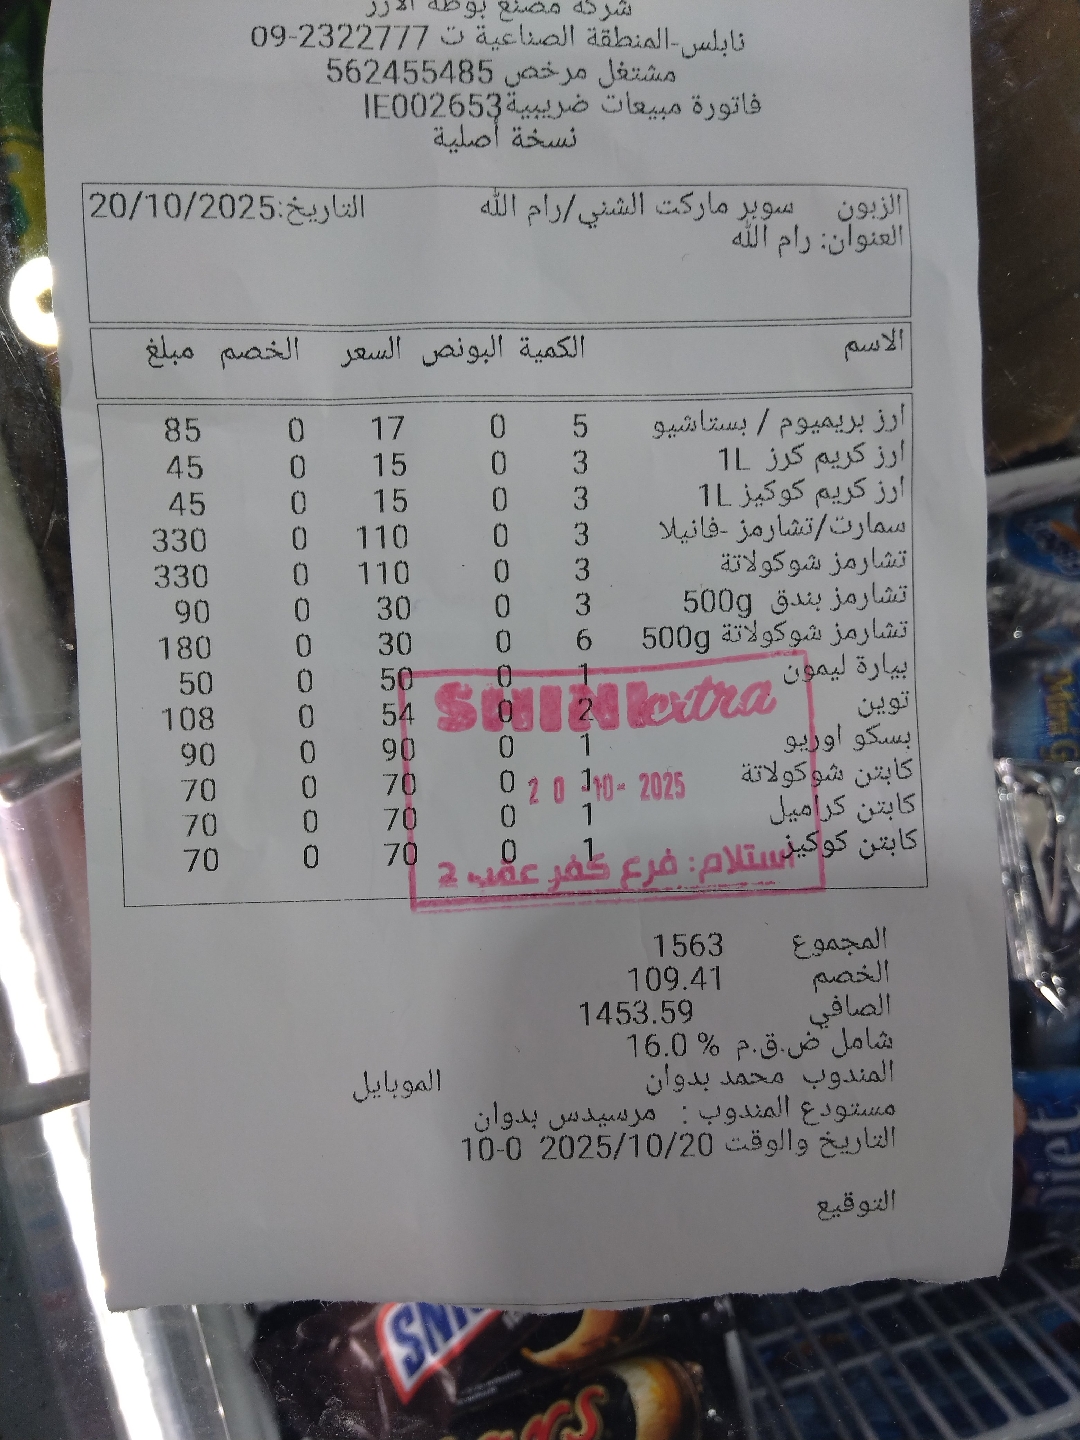 شركة مصنع بوظة الارز
نابلس-المنطقة الصناعية ت 09-2322777
مشتغل مرخص 562455485
فاتورة مبيعات ضريبية IE002653
نسخة أصلية
الزبون سوبر ماركت الشني/رام الله التاريخ:20/10/2025
العنوان: رام الله
الاسم الكمية البونص السعر الخصم مبلغ
ارز بريميوم / بستاشيو 5 0 17 0 85
ارز كريم كرز 1L 3 0 15 0 45
ارز كريم كوكيز 1L 3 0 15 0 45
سمارت/تشارمز -فانيلا 3 0 110 0 330
تشارمز شوكولاتة 3 0 110 0 330
تشارمز بندق 500g 3 0 30 0 90
تشارمز شوكولاتة 500g 6 0 30 0 180
بيارة ليمون 1 0 50 0 50
توين 2 0 54 0 108
بسكو اوريو 1 0 90 0 90
كابتن شوكولاتة 1 0 70 0 70
كابتن كراميل 1 0 70 0 70
كابتن كوكيز 1 0 70 0 70
extra
20 -10- 2025
استلام: فرع كفر عقب 2
المجموع 1563
الخصم 109.41
الصافي 1453.59
شامل ض.ق.م % 16.0
المندوب محمد بدوان الموبايل
مستودع المندوب : مرسيدس بدوان
التاريخ والوقت 2025/10/20 10-0
التوقيع